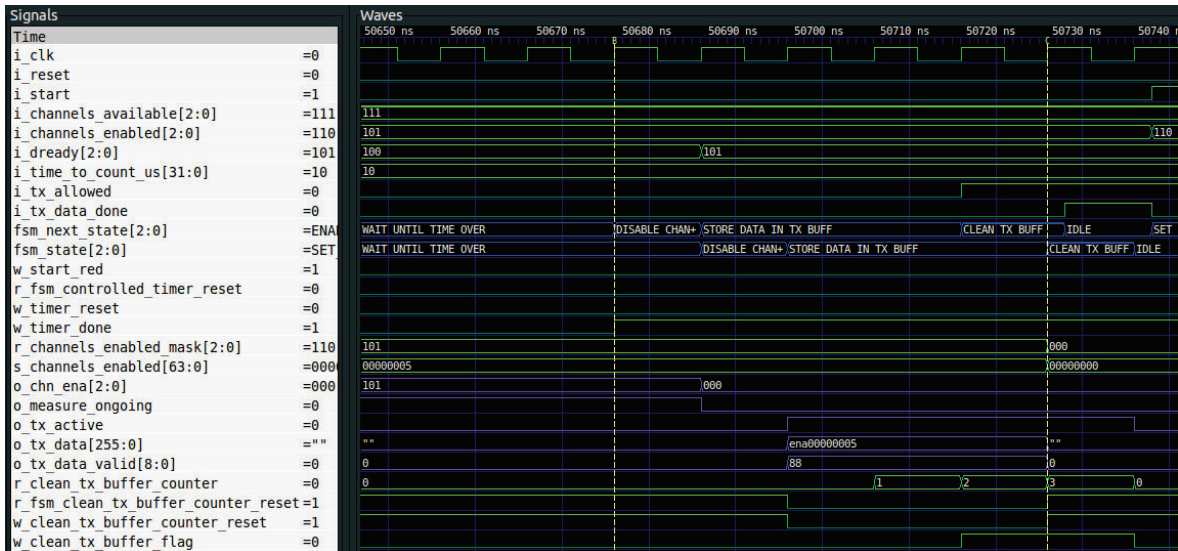 Signals
Waves
Time
50650 ns 50660 ns 50670 ns 50680 ns 50690 ns 50700 ns 50710 ns 50720 ns 50730 ns 50740 n
i_clk =0
i_reset =0
i_start =1
i_channels_available[2:0] =111 111
i_channels_enabled[2:0] =110 101 110
i_dready[2:0] =101 100 101
i_time_to_count_us[31:0] =10 10
i_tx_allowed =0
i_tx_data_done =0
fsm_next_state[2:0] =ENA WAIT UNTIL TIME OVER DISABLE CHAN+ STORE DATA IN TX BUFF CLEAN TX BUFF IDLE SET
fsm_state[2:0] =SET_ WAIT UNTIL TIME OVER DISABLE CHAN+ STORE DATA IN TX BUFF CLEAN TX BUFF IDLE
w_start_red =1
r_fsm_controlled_timer_reset =0
w_timer_reset =0
w_timer_done =1
r_channels_enabled_mask[2:0] =110 101 000
s_channels_enabled[63:0] =000 00000005 00000000
o_chn_ena[2:0] =000 101 000
o_measure_ongoing =0
o_tx_active =0
o_tx_data[255:0] ="" "" ena00000005 ""
o_tx_data_valid[8:0] =0 0 88 0
r_clean_tx_buffer_counter =0 0 1 2 3 0
r_fsm_clean_tx_buffer_counter_reset =1
w_clean_tx_buffer_counter_reset =1
w_clean_tx_buffer_flag =0